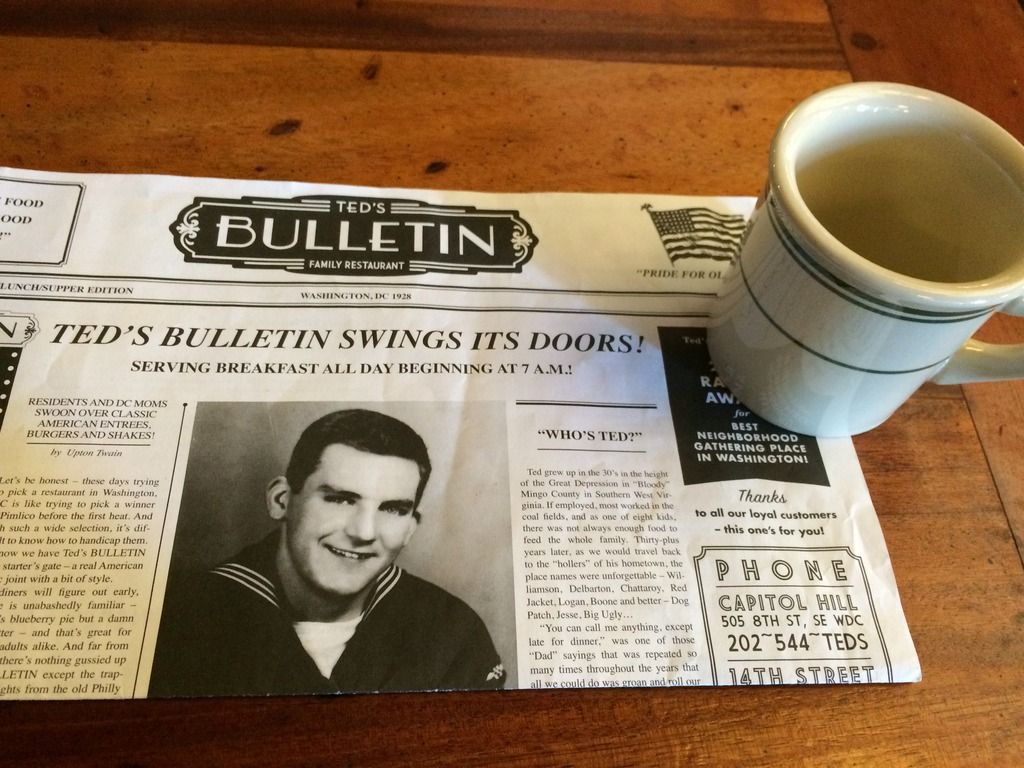 FOOD
OOD
"
TED'S
BULLETIN
FAMILY RESTAURANT
"PRIDE FOR OL
LUNCH/SUPPER EDITION
WASHINGTON, DC 1928
N
TED'S BULLETIN SWINGS ITS DOORS!
SERVING BREAKFAST ALL DAY BEGINNING AT 7 A.M.!
RESIDENTS AND DC MOMS
SWOON OVER CLASSIC
AMERICAN ENTREES,
BURGERS AND SHAKES!
by Upton Twain
Let's be honest – these days trying
o pick a restaurant in Washington,
C is like trying to pick a winner
Pimlico before the first heat. And
h such a wide selection, it's dif-
lt to know how to handicap them.
now we have Ted's BULLETIN
starter's gate – a real American
joint with a bit of style.
diners will figure out early,
e is unabashedly familiar –
s blueberry pie but a damn
tter – and that's great for
adults alike. And far from
there's nothing gussied up
LETIN except the trap-
ghts from the old Philly
"WHO'S TED?"
Ted grew up in the 30's in the height
of the Great Depression in "Bloody"
Mingo County in Southern West Vir-
ginia. If employed, most worked in the
coal fields, and as one of eight kids,
there was not always enough food to
feed the whole family. Thirty-plus
years later, as we would travel back
to the "hollers" of his hometown, the
place names were unforgettable – Wil-
liamson, Delbarton, Chattaroy, Red
Jacket, Logan, Boone and better – Dog
Patch, Jesse, Big Ugly…
"You can call me anything, except
late for dinner," was one of those
"Dad" sayings that was repeated so
many times throughout the years that
all we could do was groan and roll our
Ted'
RA
AW
for
BEST
NEIGHBORHOOD
GATHERING PLACE
IN WASHINGTON!
Thanks
to all our loyal customers
– this one's for you!
PHONE
CAPITOL HILL
505 8TH ST, SE WDC
202~544~TEDS
14TH STREET